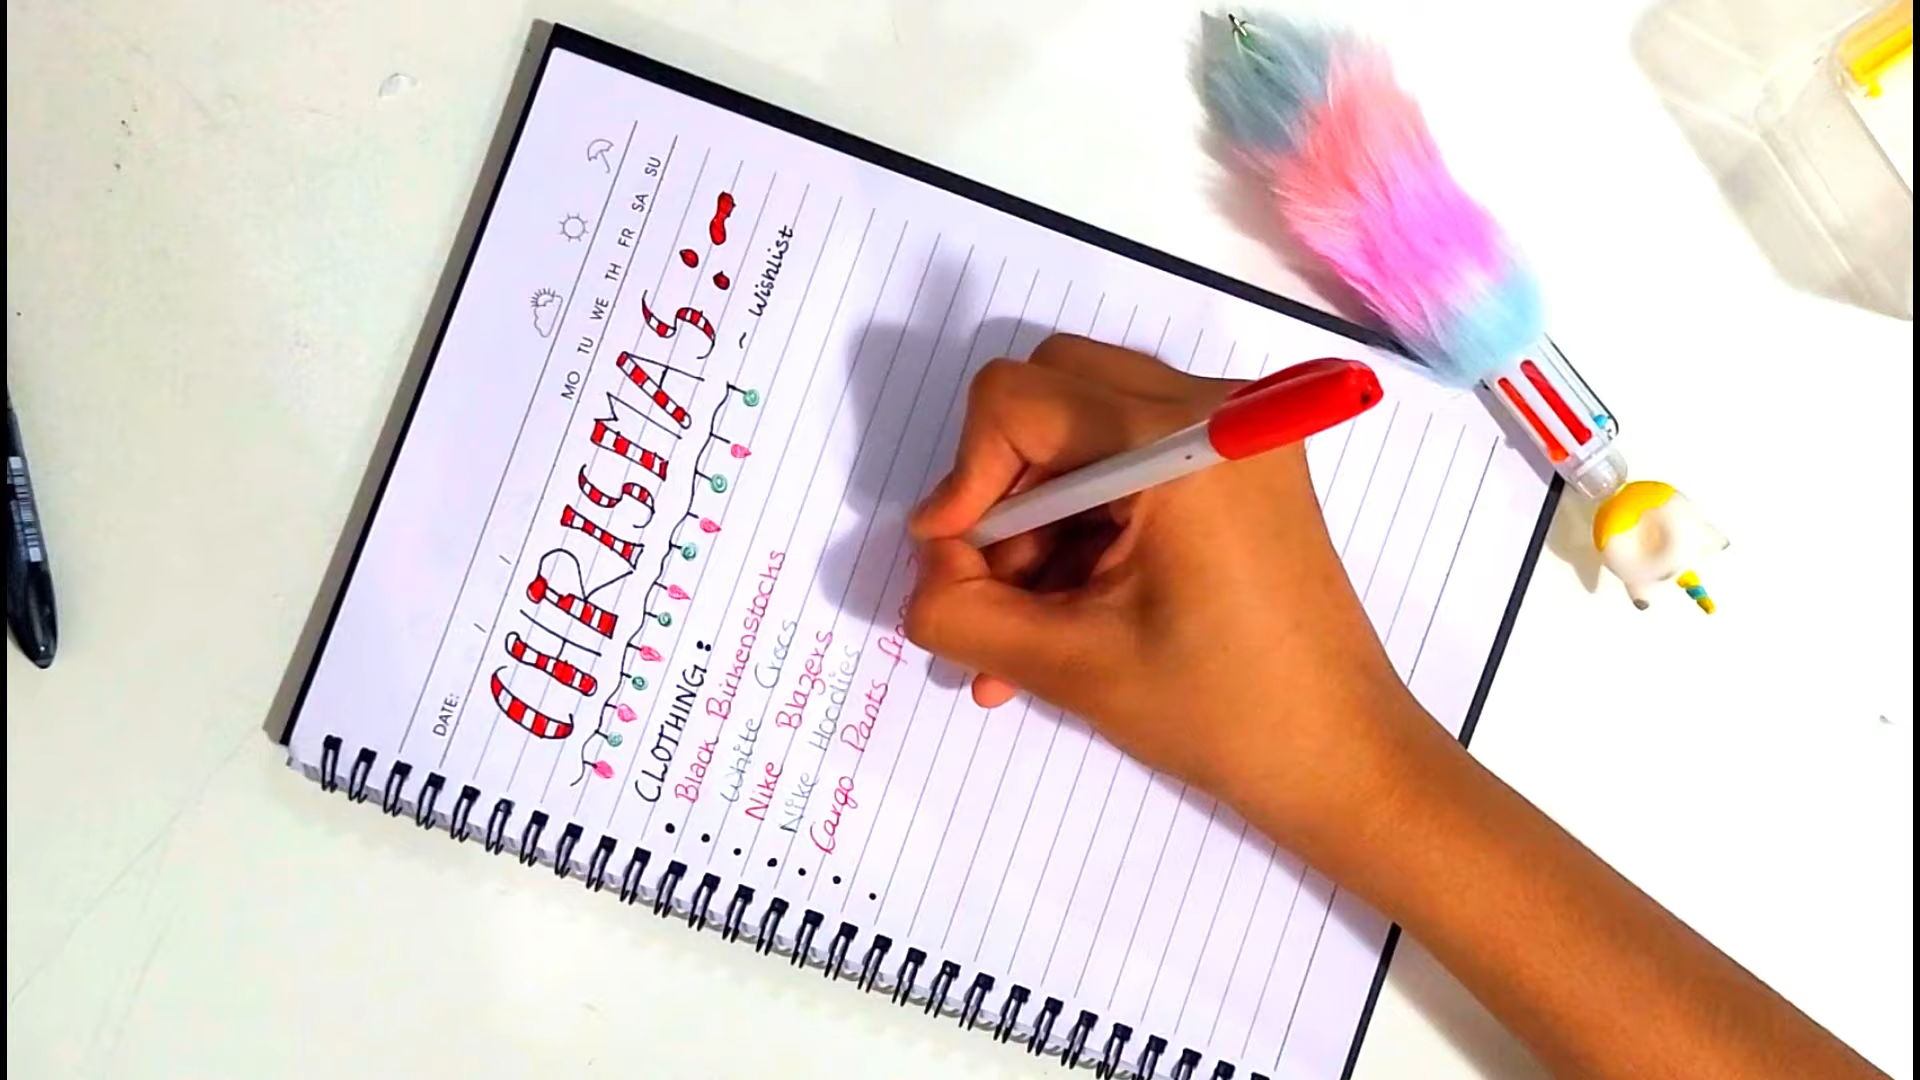 MO TU WE TH FR SA SU
DATE: / /
CHRISMAS:~
~ Wishlist
CLOTHING:
• Black Birkenstocks
• White Crocs
• Nike Blazers
• Nike Hoodies
• Cargo Pants
•
•